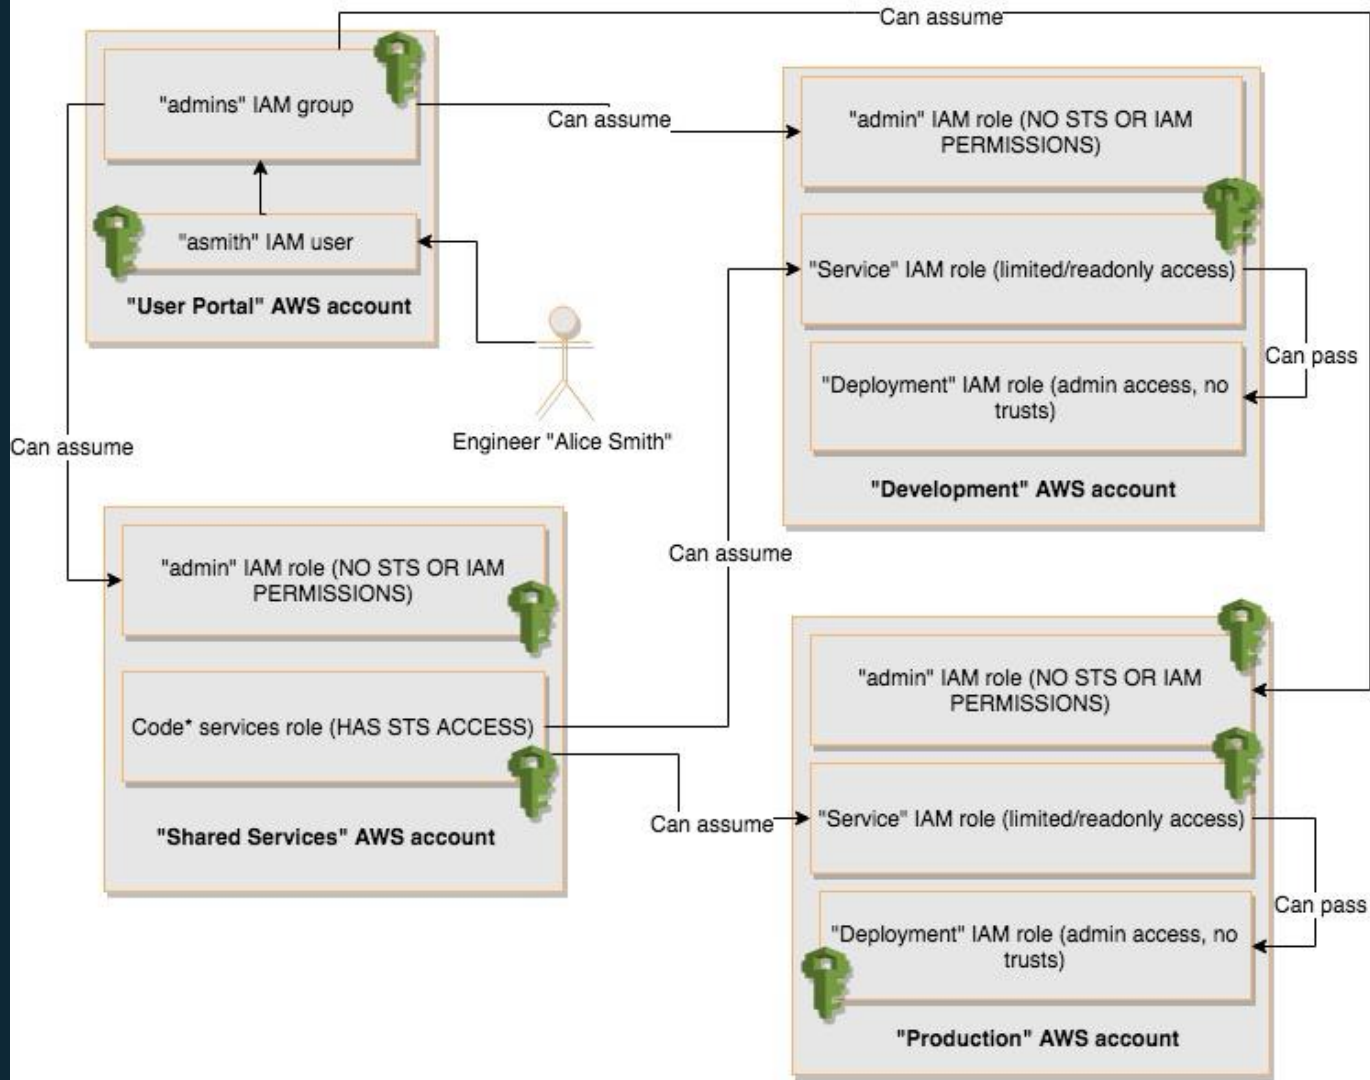 Can assume
"admins" IAM group
Can assume
"admin" IAM role (NO STS OR IAM
PERMISSIONS)
"asmith" IAM user
"User Portal" AWS account
"Service" IAM role (limited/readonly access)
Can pass
"Deployment" IAM role (admin access, no
trusts)
"Development" AWS account
Engineer "Alice Smith"
Can assume
"admin" IAM role (NO STS OR IAM
PERMISSIONS)
Can assume
Code* services role (HAS STS ACCESS)
"Shared Services" AWS account
"admin" IAM role (NO STS OR IAM
PERMISSIONS)
Can assume
"Service" IAM role (limited/readonly access)
Can pass
"Deployment" IAM role (admin access, no
trusts)
"Production" AWS account